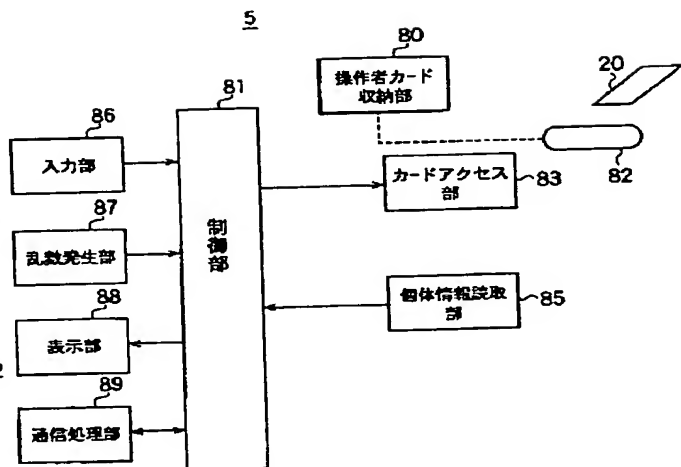 5
80
操作者カード
収納部
20
82
81
制御部
86
入力部
87
乱数発生部
88
表示部
89
通信処理部
カードアクセス
部
83
個体情報読取
部
85